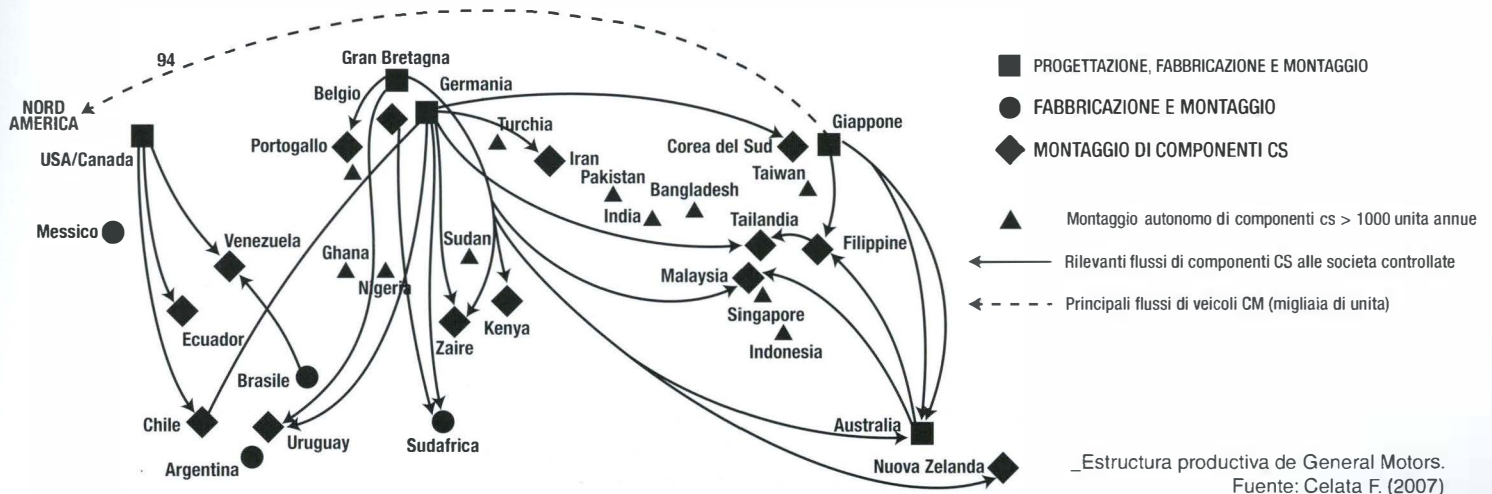 94
Gran Bretagna
Germania
Belgio
NORD
AMERICA
USA/Canada
Portogallo
Turchia
Iran
Corea del Sud
Giappone
Pakistan
Bangladesh
Taiwan
India
Tailandia
Filippine
Messico
Venezuela
Ghana
Nigeria
Sudan
Malaysia
Singapore
Indonesia
Ecuador
Zaire
Kenya
Brasile
Chile
Uruguay
Argentina
Sudafrica
Australia
Nuova Zelanda
PROGETTAZIONE, FABBRICAZIONE E MONTAGGIO
FABBRICAZIONE E MONTAGGIO
MONTAGGIO DI COMPONENTI CS
Montaggio autonomo di componenti cs > 1000 unita annue
Rilevanti flussi di componenti CS alle societa controllate
Principali flussi di veicoli CM (migliaia di unita)
_Estructura productiva de General Motors.
Fuente: Celata F. (2007)